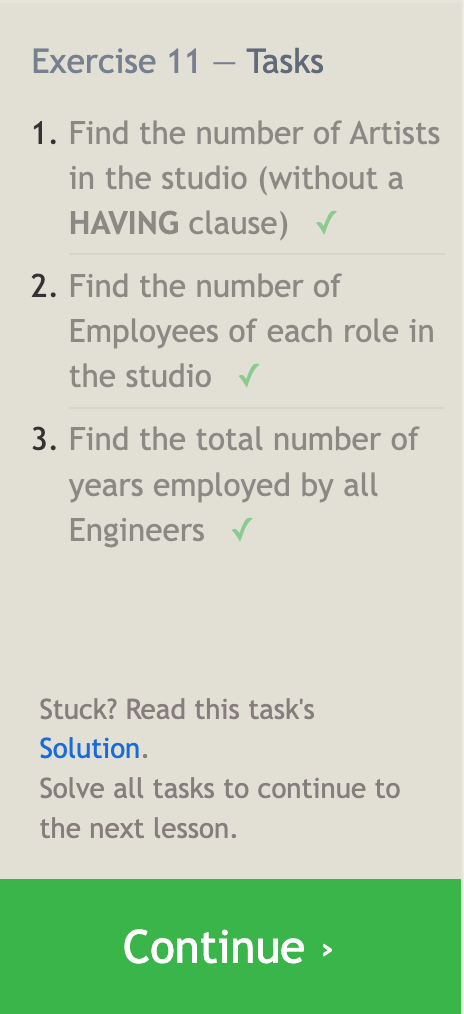 Exercise 11 — Tasks
1. Find the number of Artists
in the studio (without a
HAVING clause) ✓
2. Find the number of
Employees of each role in
the studio ✓
3. Find the total number of
years employed by all
Engineers ✓
Stuck? Read this task's
Solution.
Solve all tasks to continue to
the next lesson.
Continue ›